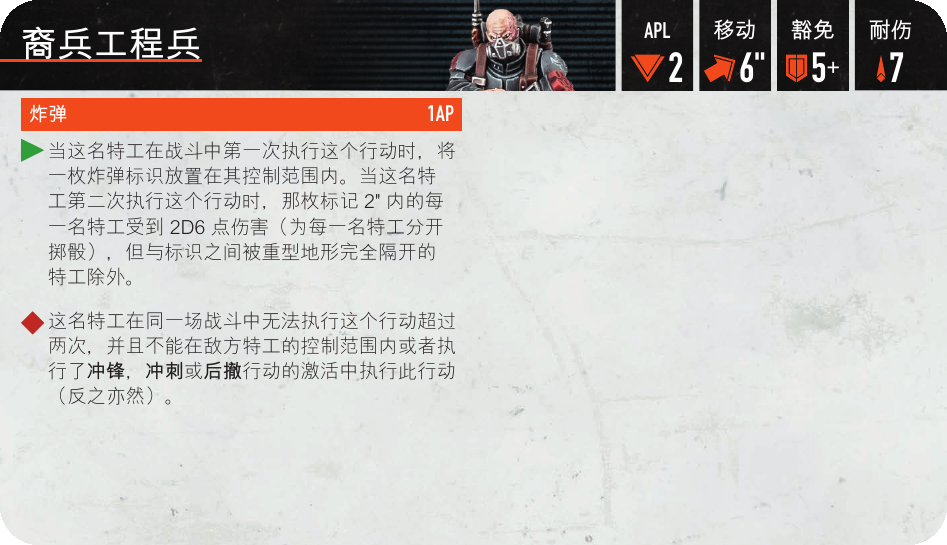 裔兵工程兵
APL
2
移动
6"
豁免
5+
耐伤
7
炸弹 1AP
当这名特工在战斗中第一次执行这个行动时，将
一枚炸弹标识放置在其控制范围内。当这名特
工第二次执行这个行动时，那枚标记 2" 内的每
一名特工受到 2D6 点伤害（为每一名特工分开
掷骰），但与标识之间被重型地形完全隔开的
特工除外。
这名特工在同一场战斗中无法执行这个行动超过
两次，并且不能在敌方特工的控制范围内或者执
行了冲锋，冲刺或后撤行动的激活中执行此行动
（反之亦然）。